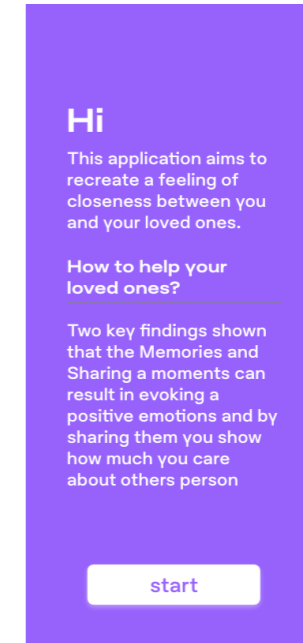 Hi
This application aims to
recreate a feeling of
closeness between you
and your loved ones.
How to help your
loved ones?
Two key findings shown
that the Memories and
Sharing a moments can
result in evoking a
positive emotions and by
sharing them you show
how much you care
about others person
start